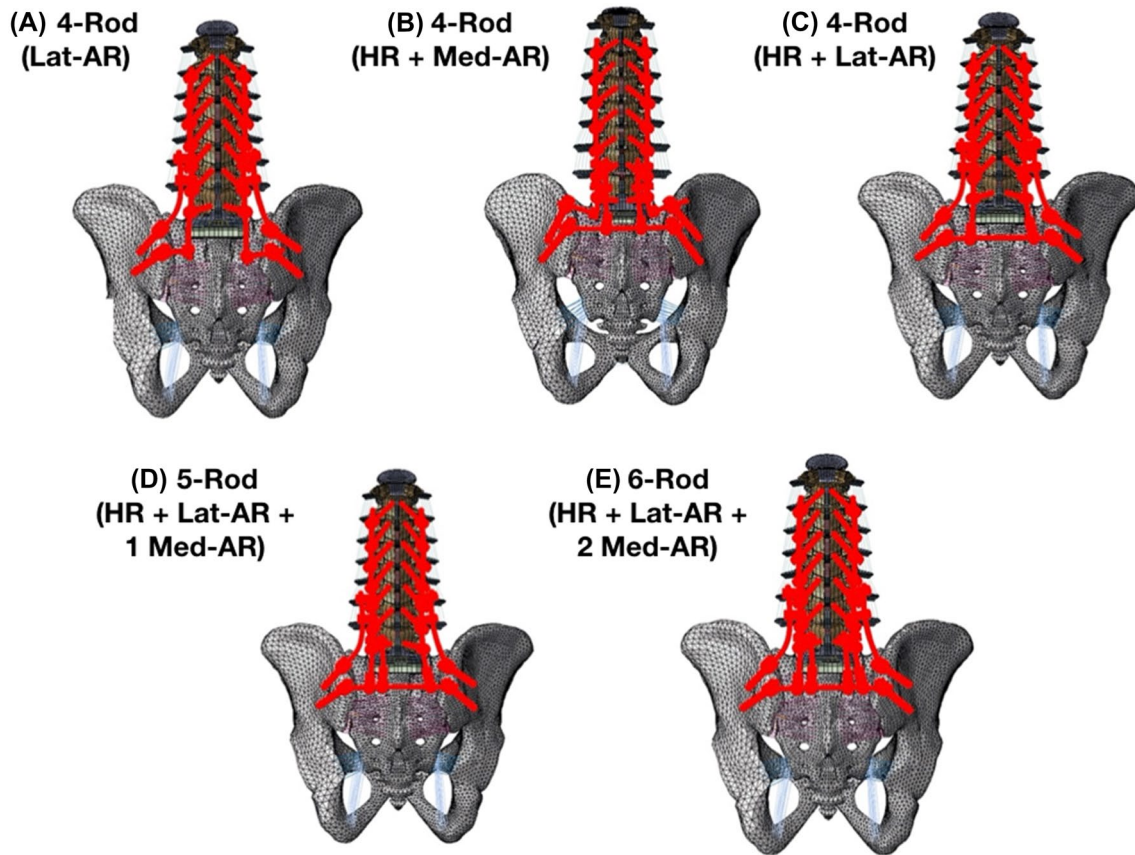 (A) 4-Rod
(Lat-AR)
(B) 4-Rod
(HR + Med-AR)
(C) 4-Rod
(HR + Lat-AR)
(D) 5-Rod
(HR + Lat-AR +
1 Med-AR)
(E) 6-Rod
(HR + Lat-AR +
2 Med-AR)